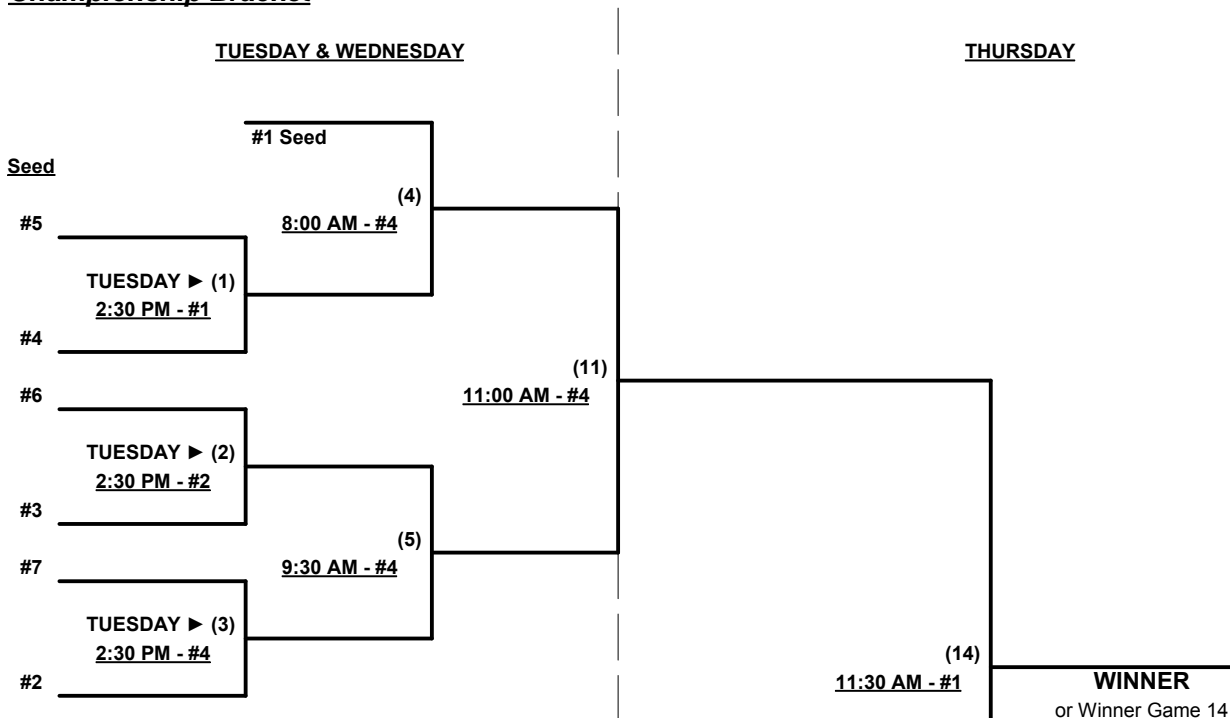 Championship Bracket
TUESDAY & WEDNESDAY
THURSDAY
#1 Seed
Seed
(4)
8:00 AM - #4
#5
TUESDAY ► (1)
2:30 PM - #1
#4
(11)
11:00 AM - #4
#6
TUESDAY ► (2)
2:30 PM - #2
#3
(5)
9:30 AM - #4
#7
TUESDAY ► (3)
2:30 PM - #4
#2
(14)
11:30 AM - #1
WINNER
or Winner Game 14